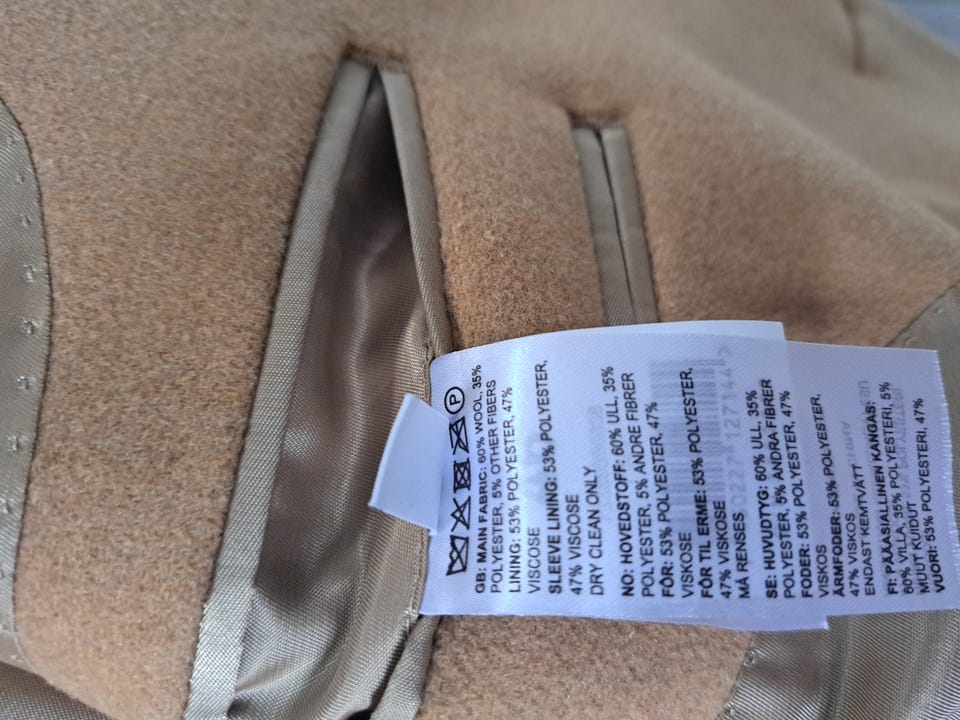 P
GB: MAIN FABRIC: 60% WOOL, 35%
POLYESTER, 5% OTHER FIBERS
LINING: 53% POLYESTER, 47%
VISCOSE
SLEEVE LINING: 53% POLYESTER,
47% VISCOSE
DRY CLEAN ONLY
NO: HOVEDSTOFF: 60% ULL, 35%
POLYESTER, 5% ANDRE FIBRER
FÔR: 53% POLYESTER, 47%
VISKOSE
FÔR TIL ERME: 53% POLYESTER,
47% VISKOSE
MÅ RENSES
SE: HUVUDTYG: 60% ULL, 35%
POLYESTER, 5% ANDRA FIBRER
FODER: 53% POLYESTER, 47%
VISKOS
ÄRMFODER: 53% POLYESTER,
47% VISKOS
ENDAST KEMTVÄTT
FI: PÄÄASIALLINEN KANGAS:
60% VILLA, 35% POLYESTERI, 5%
MUUT KUIDUT
VUORI: 53% POLYESTERI, 47%